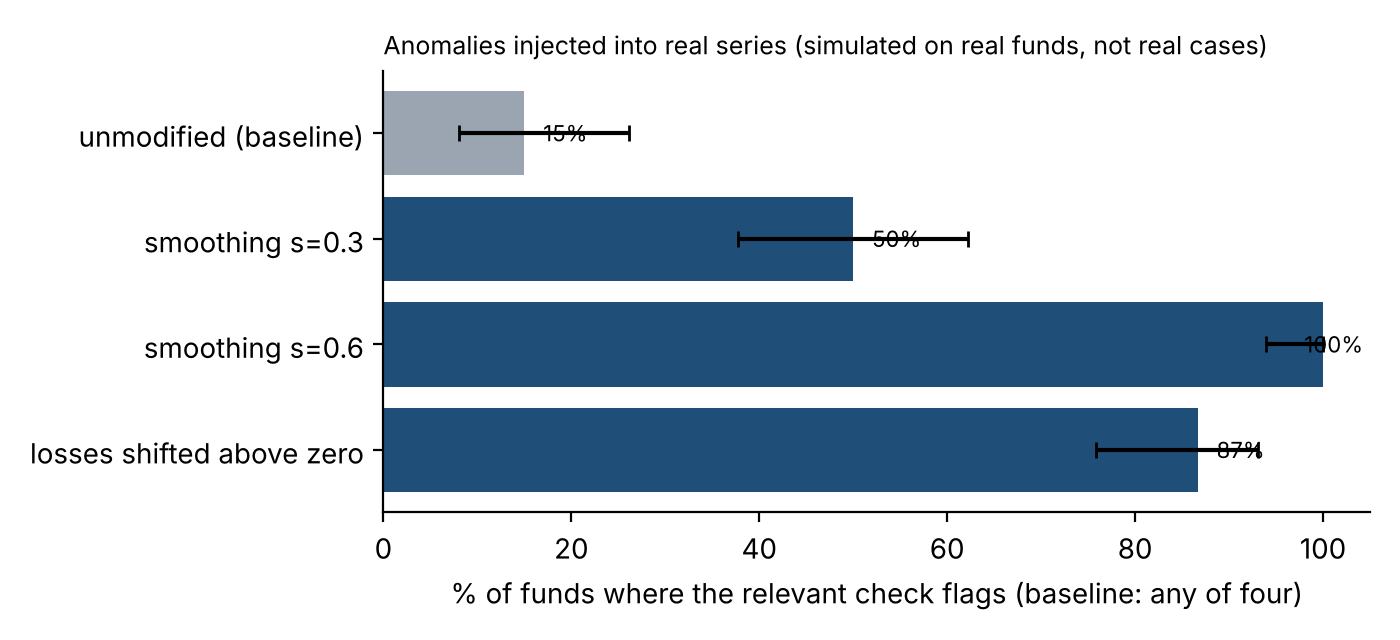 Anomalies injected into real series (simulated on real funds, not real cases)
unmodified (baseline)
15%
smoothing s=0.3
50%
smoothing s=0.6
100%
losses shifted above zero
87%
0 20 40 60 80 100
% of funds where the relevant check flags (baseline: any of four)